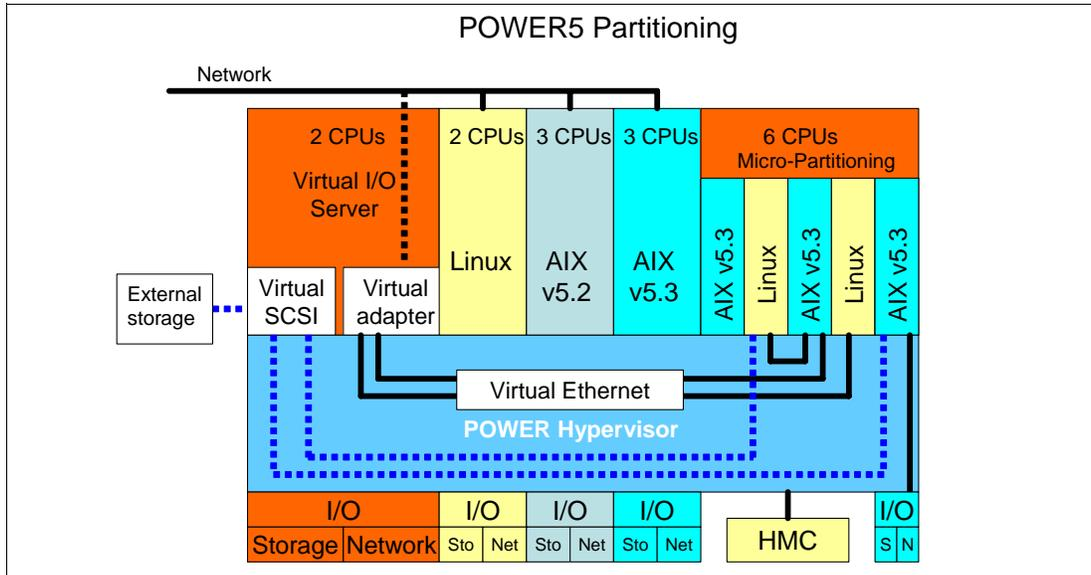 POWER5 Partitioning
Network
2 CPUs
Virtual I/O
Server
2 CPUs
3 CPUs
3 CPUs
6 CPUs
Micro-Partitioning
Linux
AIX
v5.2
AIX
v5.3
AIX v5.3
Linux
AIX v5.3
Linux
AIX v5.3
External
storage
Virtual
SCSI
Virtual
adapter
Virtual Ethernet
POWER Hypervisor
I/O
Storage
Network
I/O
Sto
Net
I/O
Sto
Net
I/O
Sto
Net
HMC
I/O
S
N